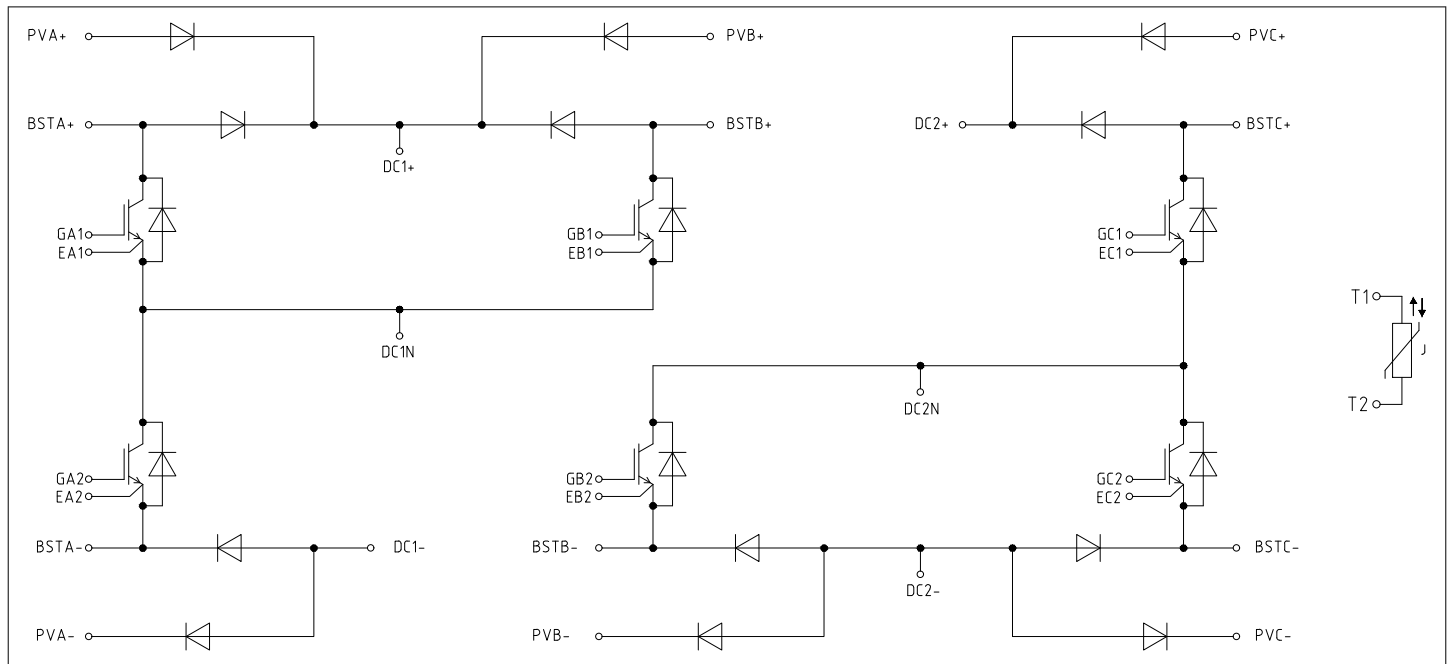 PVA+ PVB+ PVC+
BSTA+ BSTB+ DC2+ BSTC+
DC1+
GA1 GB1 GC1
EA1 EB1 EC1
T1
DC1N
J
DC2N
T2
GA2 GB2 GC2
EA2 EB2 EC2
BSTA- DC1- BSTB- BSTC-
DC2-
PVA- PVB- PVC-